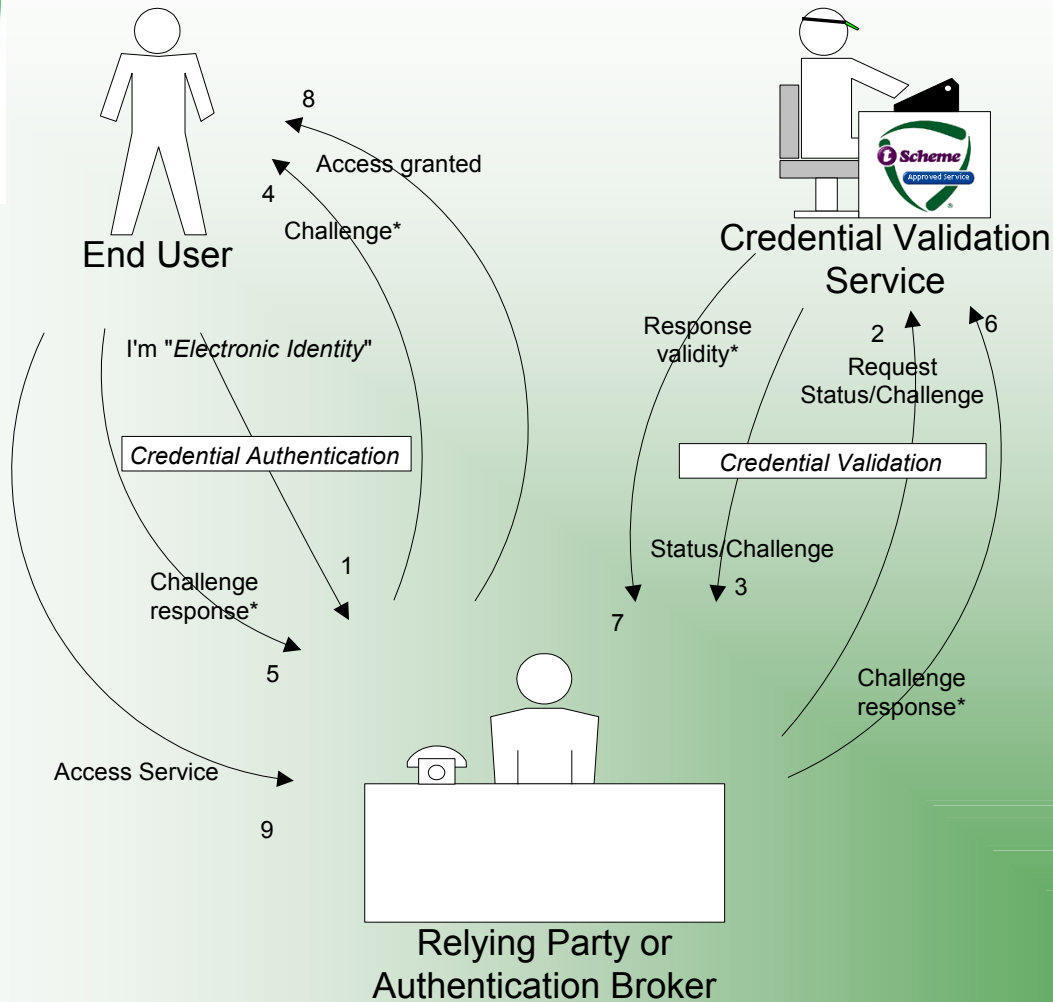 8
Access granted
4
Challenge*
End User
i Scheme
Approved Service
®
Credential Validation
Service
I'm "Electronic Identity"
Response
validity*
2
6
Request
Status/Challenge
Credential Authentication
Credential Validation
1
Status/Challenge
3
Challenge
response*
7
5
Challenge
response*
Access Service
9
Relying Party or
Authentication Broker